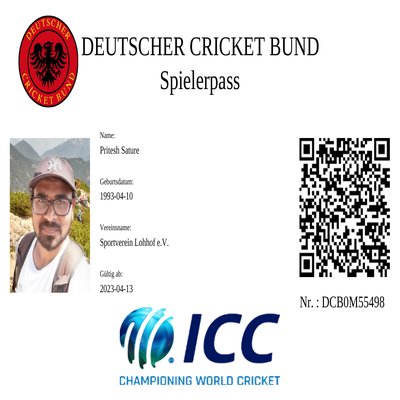 DEUTSCHER
CRICKET BUND
DEUTSCHER CRICKET BUND
Spielerpass
Name:
Pritesh Sature
Geburtsdatum:
1993-04-10
Vereinsname:
Sportverein Lohhof e.V.
Gültig ab:
2023-04-13
Nr. : DCB0M55498
ICC
CHAMPIONING WORLD CRICKET